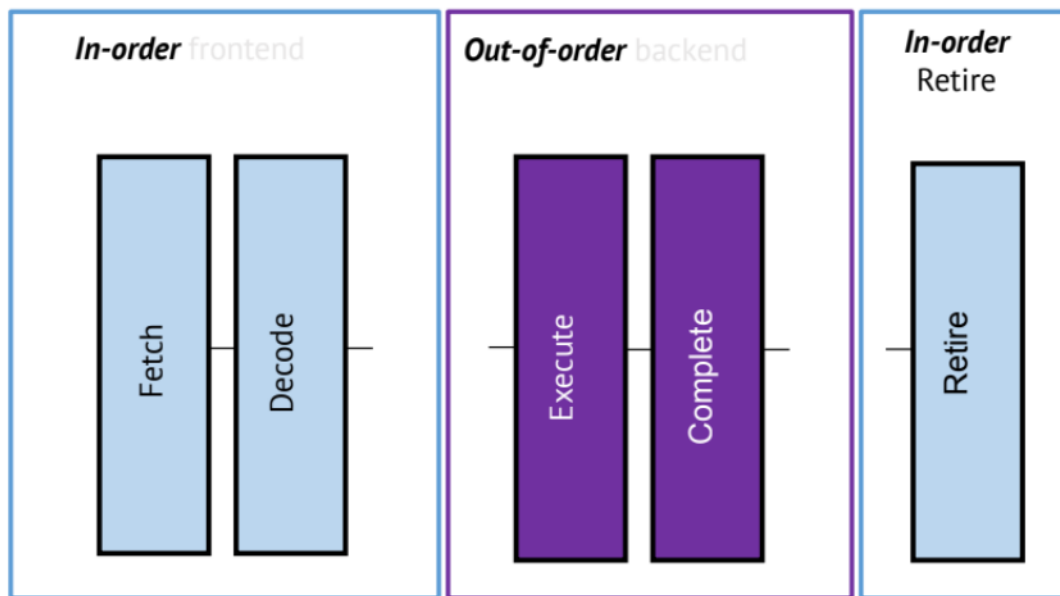 In-order frontend
Out-of-order backend
In-order
Retire
Fetch
Decode
Execute
Complete
Retire